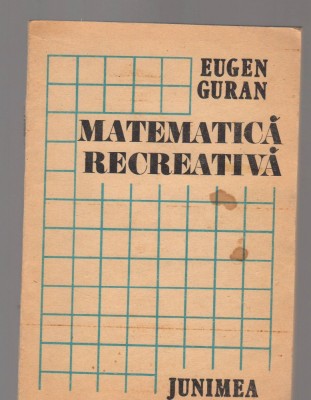 EUGEN
GURAN
MATEMATICĂ
RECREATIVĂ
JUNIMEA